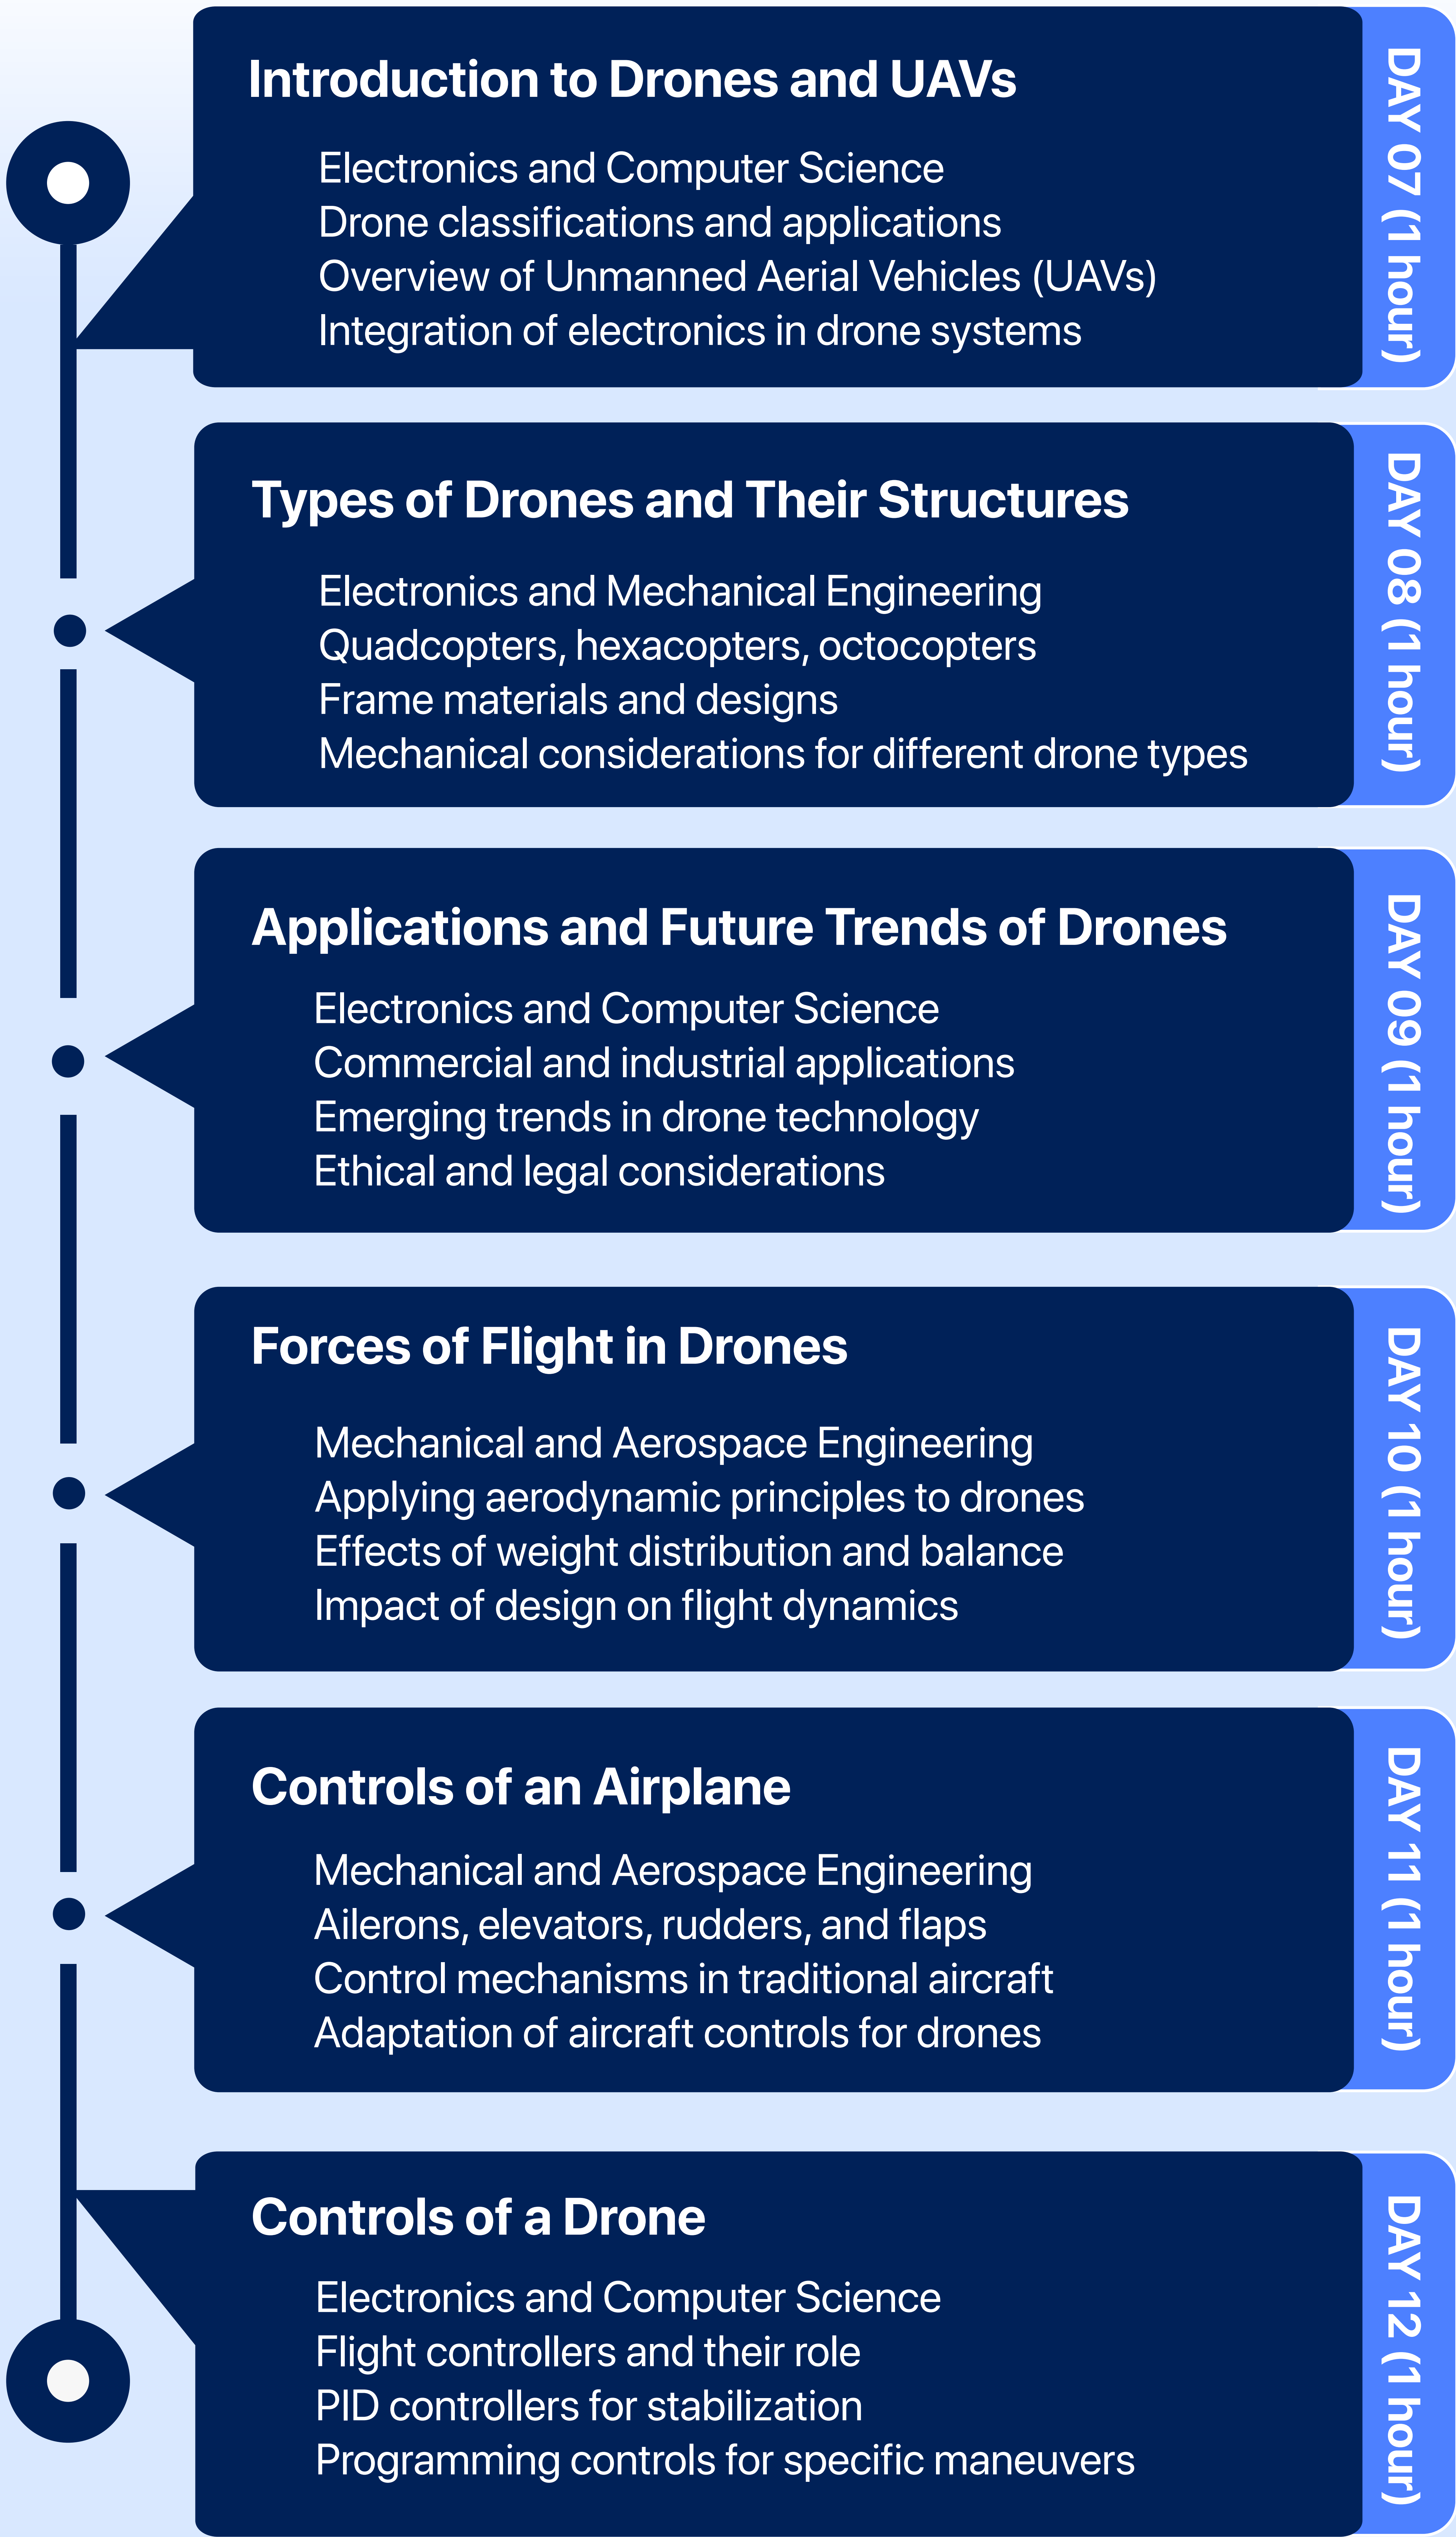 Introduction to Drones and UAVs
Electronics and Computer Science
Drone classifications and applications
Overview of Unmanned Aerial Vehicles (UAVs)
Integration of electronics in drone systems
DAY 07 (1 hour)
Types of Drones and Their Structures
Electronics and Mechanical Engineering
Quadcopters, hexacopters, octocopters
Frame materials and designs
Mechanical considerations for different drone types
DAY 08 (1 hour)
Applications and Future Trends of Drones
Electronics and Computer Science
Commercial and industrial applications
Emerging trends in drone technology
Ethical and legal considerations
DAY 09 (1 hour)
Forces of Flight in Drones
Mechanical and Aerospace Engineering
Applying aerodynamic principles to drones
Effects of weight distribution and balance
Impact of design on flight dynamics
DAY 10 (1 hour)
Controls of an Airplane
Mechanical and Aerospace Engineering
Ailerons, elevators, rudders, and flaps
Control mechanisms in traditional aircraft
Adaptation of aircraft controls for drones
DAY 11 (1 hour)
Controls of a Drone
Electronics and Computer Science
Flight controllers and their role
PID controllers for stabilization
Programming controls for specific maneuvers
DAY 12 (1 hour)